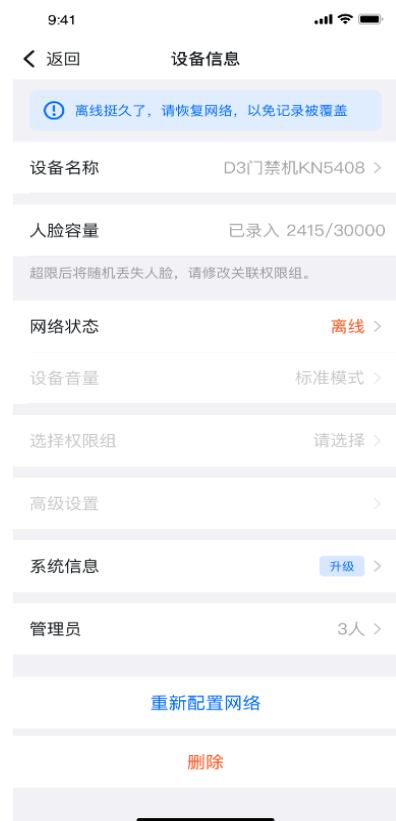 9:41
返回
设备信息
离线挺久了，请恢复网络，以免记录被覆盖
设备名称 D3门禁机KN5408
人脸容量 已录入 2415/30000
超限后将随机丢失人脸，请修改关联权限组。
网络状态 离线
设备音量 标准模式
选择权限组 请选择
高级设置
系统信息 升级
管理员 3人
重新配置网络
删除